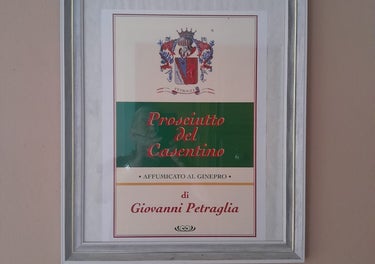 Prosciutto
del
Casentino
• AFFUMICATO AL GINEPRO •
di
Giovanni Petraglia